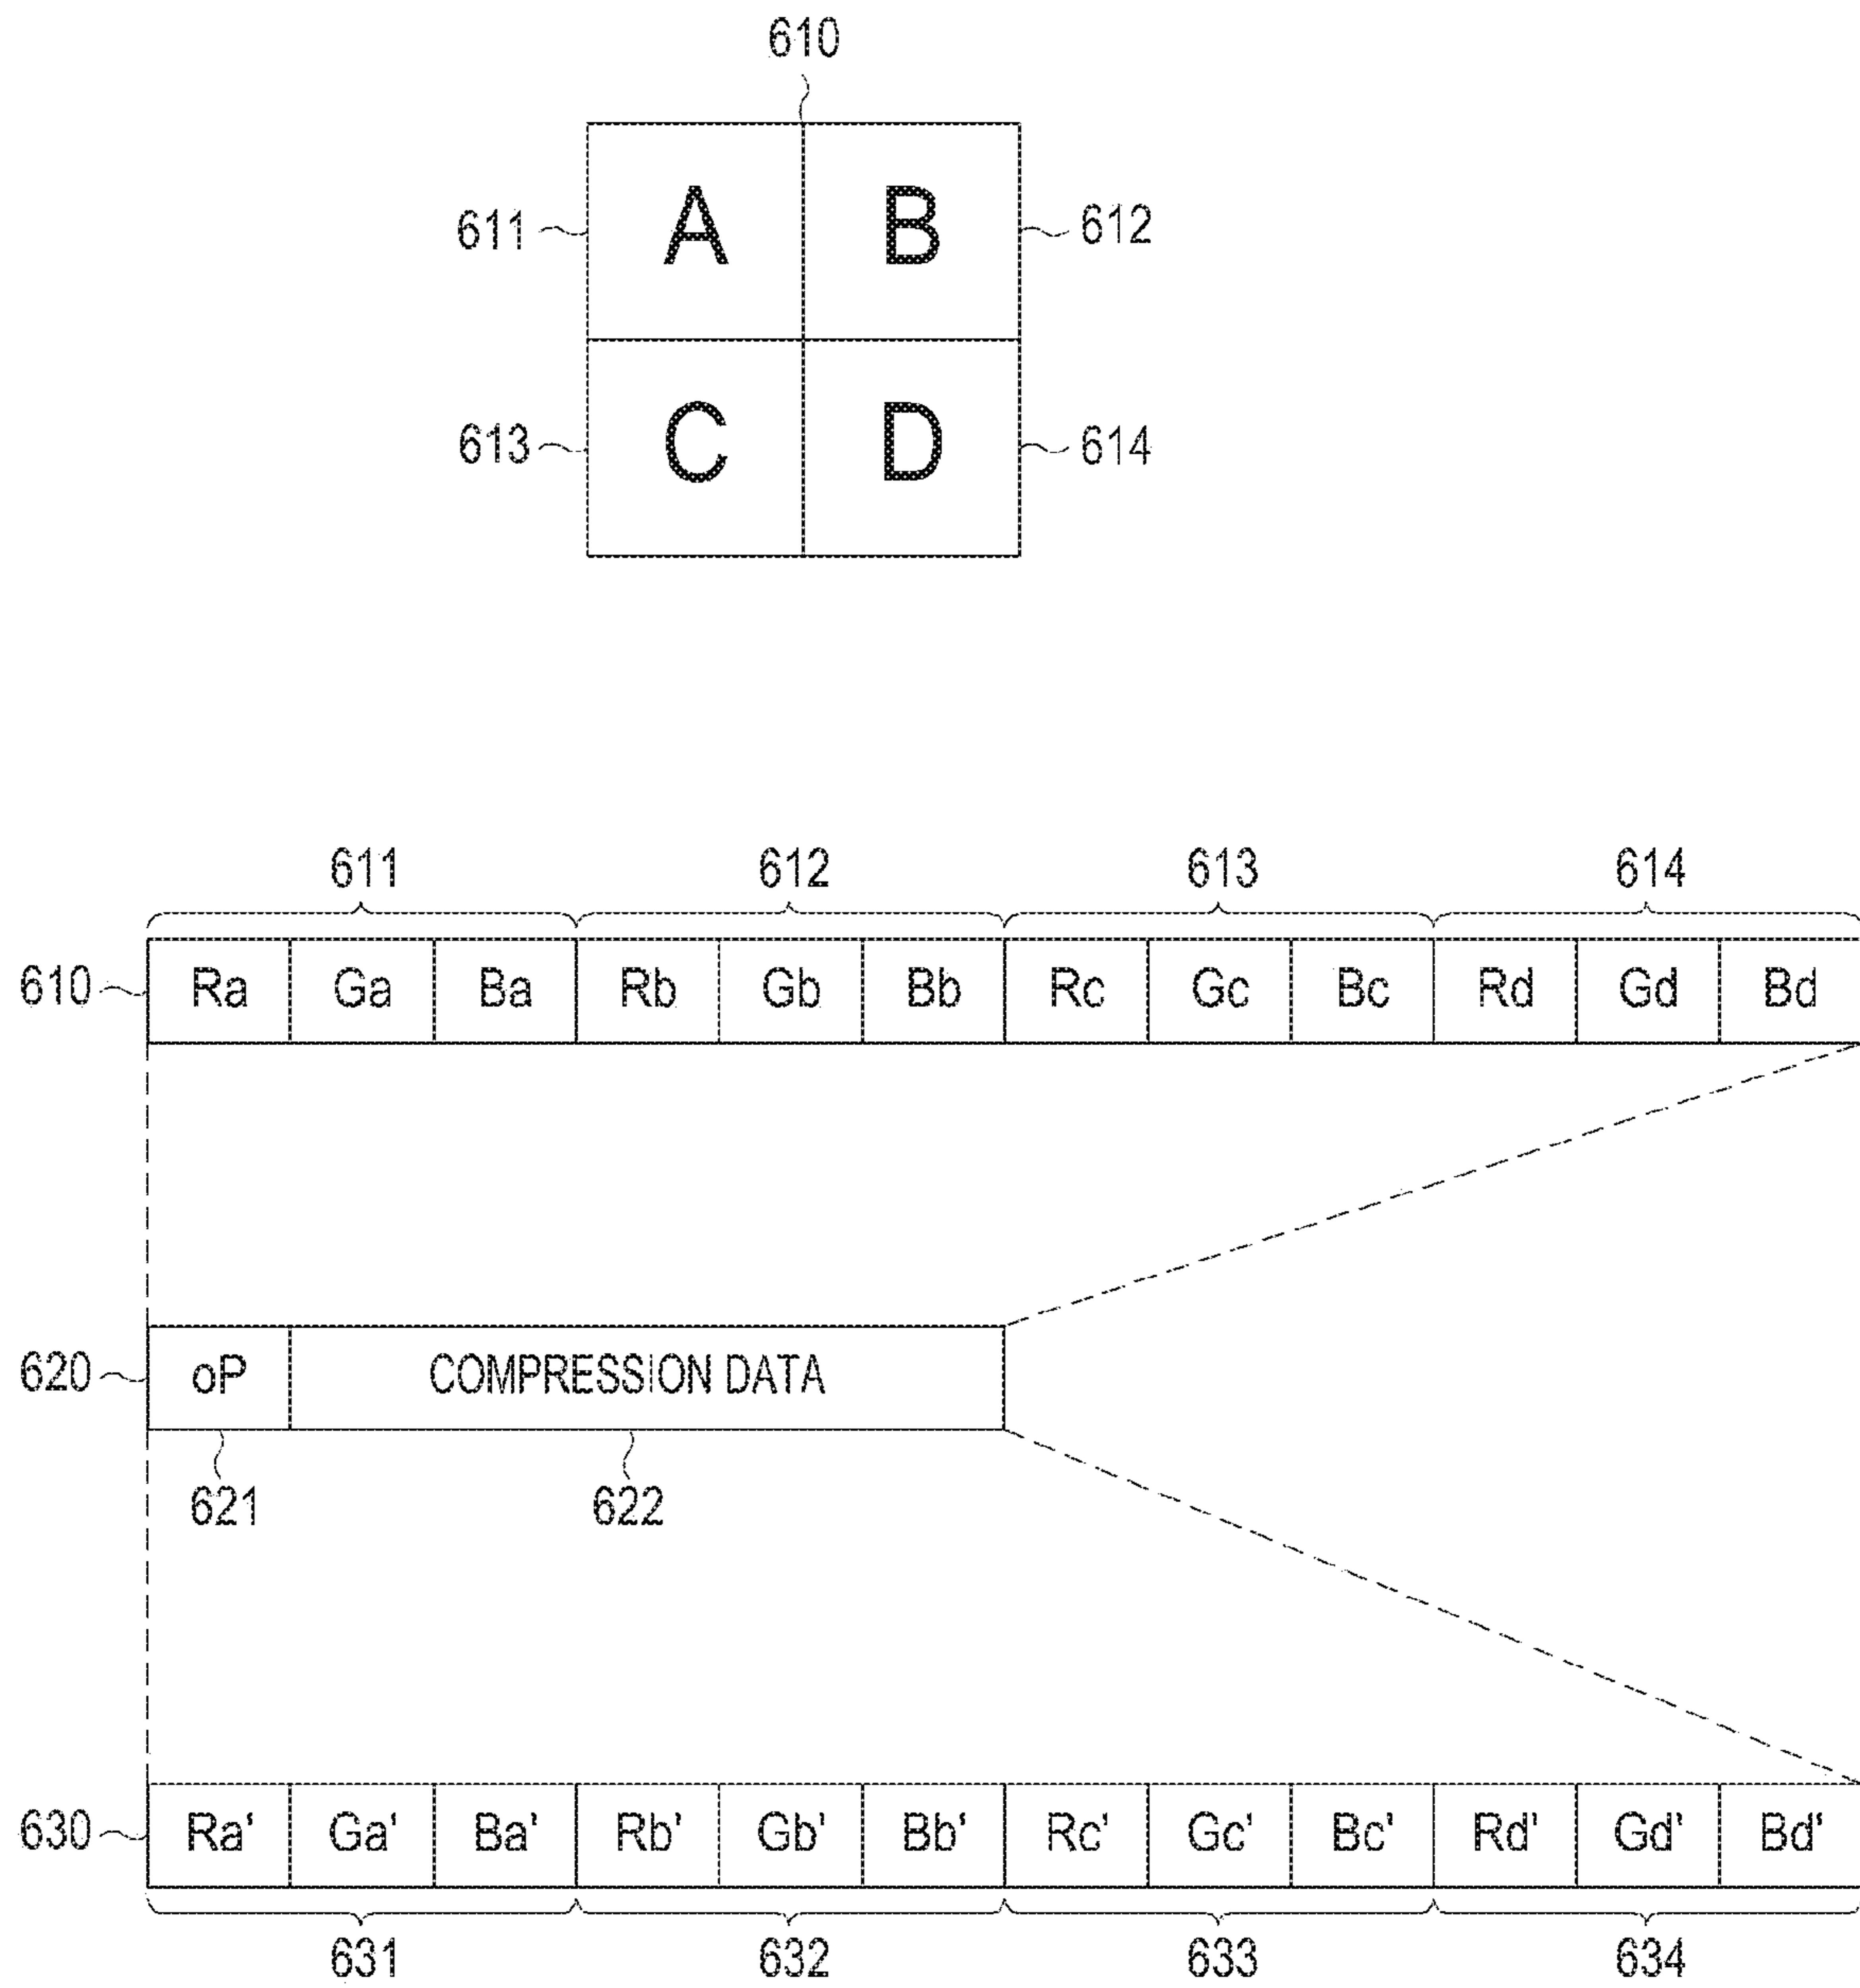 610
611 A B 612
613 C D 614
611 612 613 614
610 Ra Ga Ba Rb Gb Bb Rc Gc Bc Rd Gd Bd
620 oP COMPRESSION DATA
621 622
630 Ra' Ga' Ba' Rb' Gb' Bb' Rc' Gc' Bc' Rd' Gd' Bd'
631 632 633 634